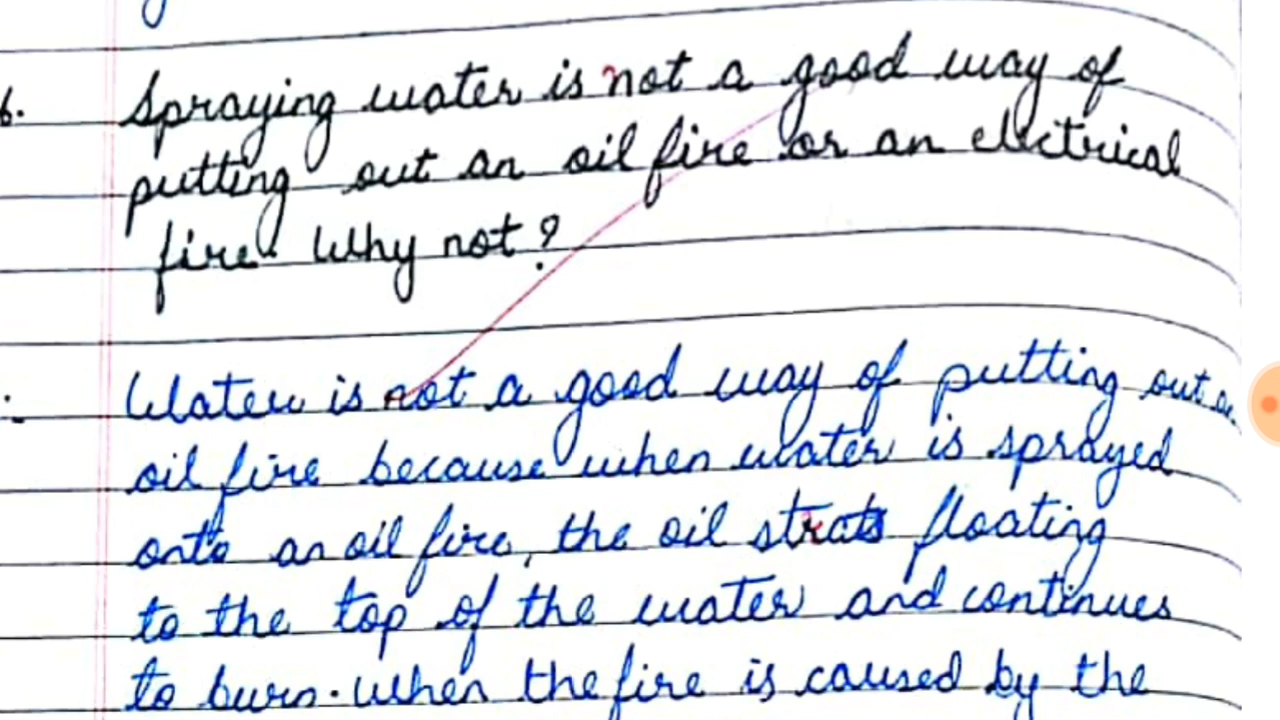 6. Spraying water is not a good way of
putting out an oil fire or an electrical
fire. Why not?
Water is not a good way of putting out an
oil fire because when water is sprayed
onto an oil fire, the oil strats floating
to the top of the water and continues
to burn. When the fire is caused by the